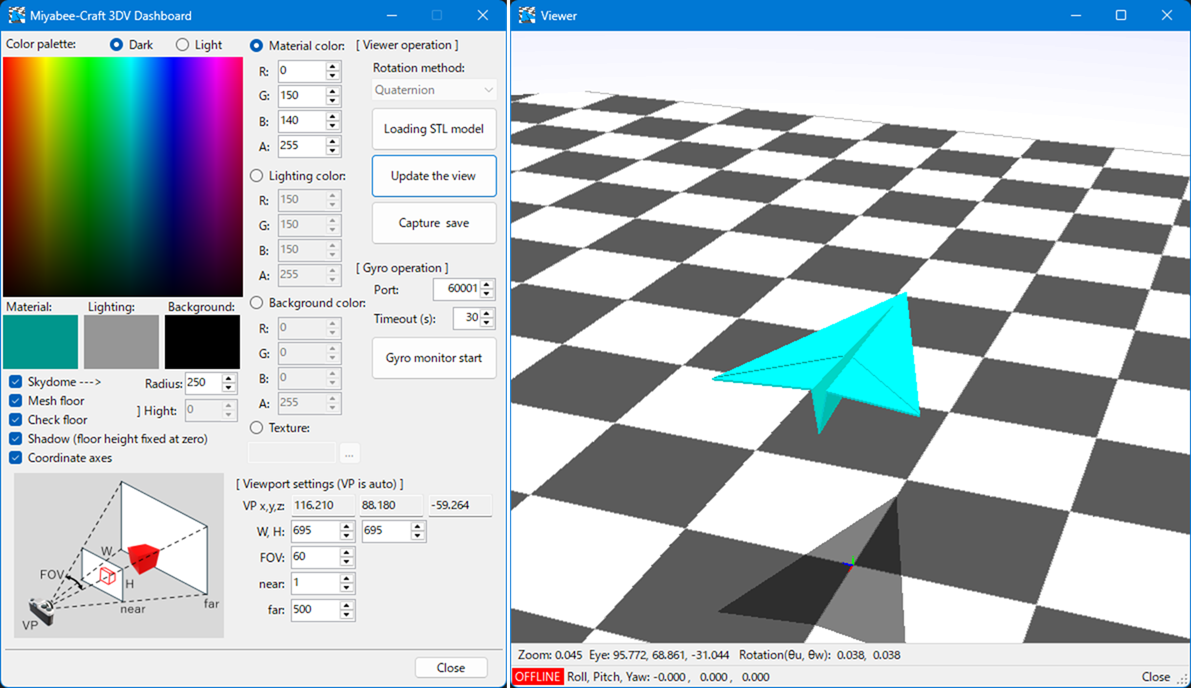 Miyabee-Craft 3DV Dashboard
Color palette: Dark Light
Material: Lighting: Background:
Skydome ---> Radius: 250
Mesh floor
] Hight: 0
Check floor
Shadow (floor height fixed at zero)
Coordinate axes
W
H
FOV
near
far
VP
Material color:
R: 0
G: 150
B: 140
A: 255
Lighting color:
R: 150
G: 150
B: 150
A: 255
Background color:
R: 0
G: 0
B: 0
A: 255
Texture:
...
[ Viewer operation ]
Rotation method:
Quaternion
Loading STL model
Update the view
Capture save
[ Gyro operation ]
Port: 60001
Timeout (s): 30
Gyro monitor start
[ Viewport settings (VP is auto) ]
VP x,y,z: 116.210 88.180 -59.264
W, H: 695 695
FOV: 60
near: 1
far: 500
Close
Viewer
Zoom: 0.045 Eye: 95.772, 68.861, -31.044 Rotation(θu, θw): 0.038, 0.038
OFFLINE Roll, Pitch, Yaw: -0.000 , 0.000 , 0.000 Close